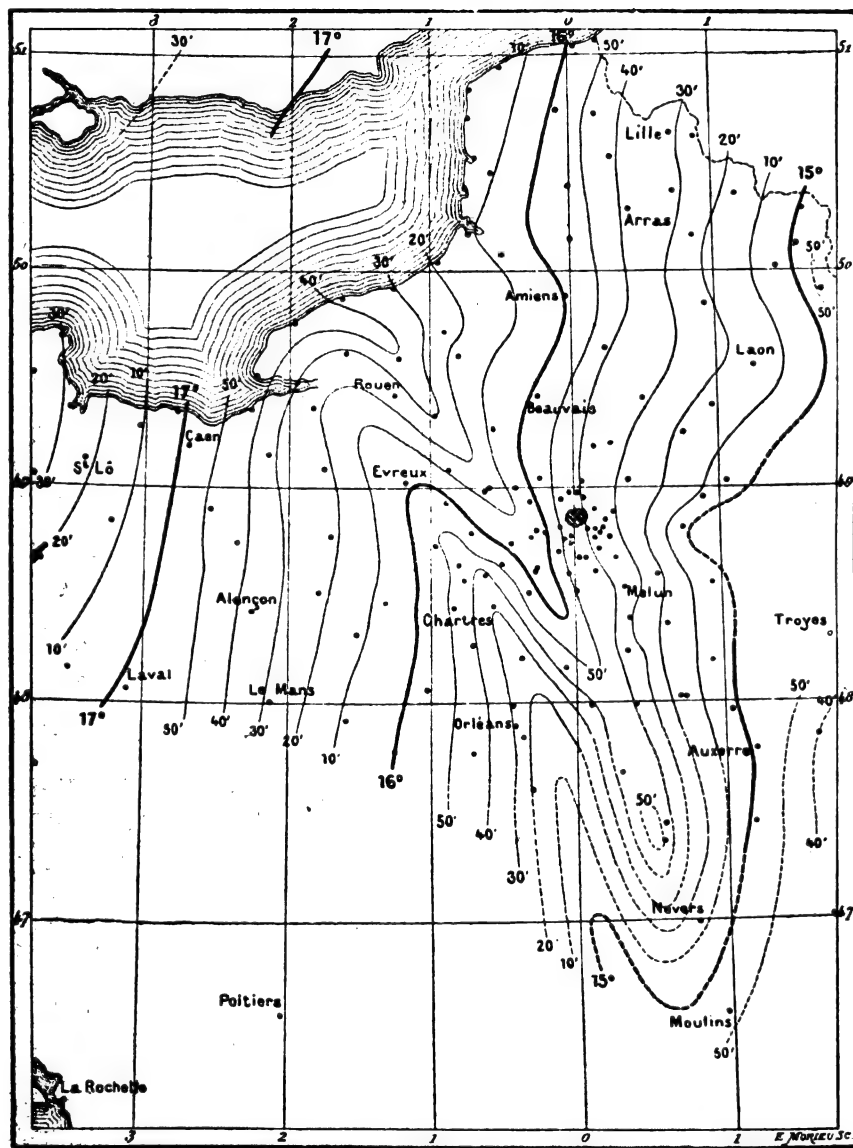 3 2 1 0 1
30' 17° 10' 16° 50'
51 51
40' 30'
Lille
20'
10' 15°
Arras
20' 50'
50 50
40' 30' 50'
Amiens
Laon
30'
20' 10' 17° 50' Rouen
Beauvais
Caen
St Lô Evreux
49 49
30'
20'
Melun
Alençon Chartres Troyes
10' 50'
Laval
48 Le Mans 50' 40' 48
17° Orléans
50' 40' 30' 20' 10' Auxerre
16°
50'
50' 40' 40'
30'
Nevers
47 47
20' 10' 15°
Poitiers
Moulins
50'
La Rochelle
3 2 1 0 1
E. MORIEU Sc.